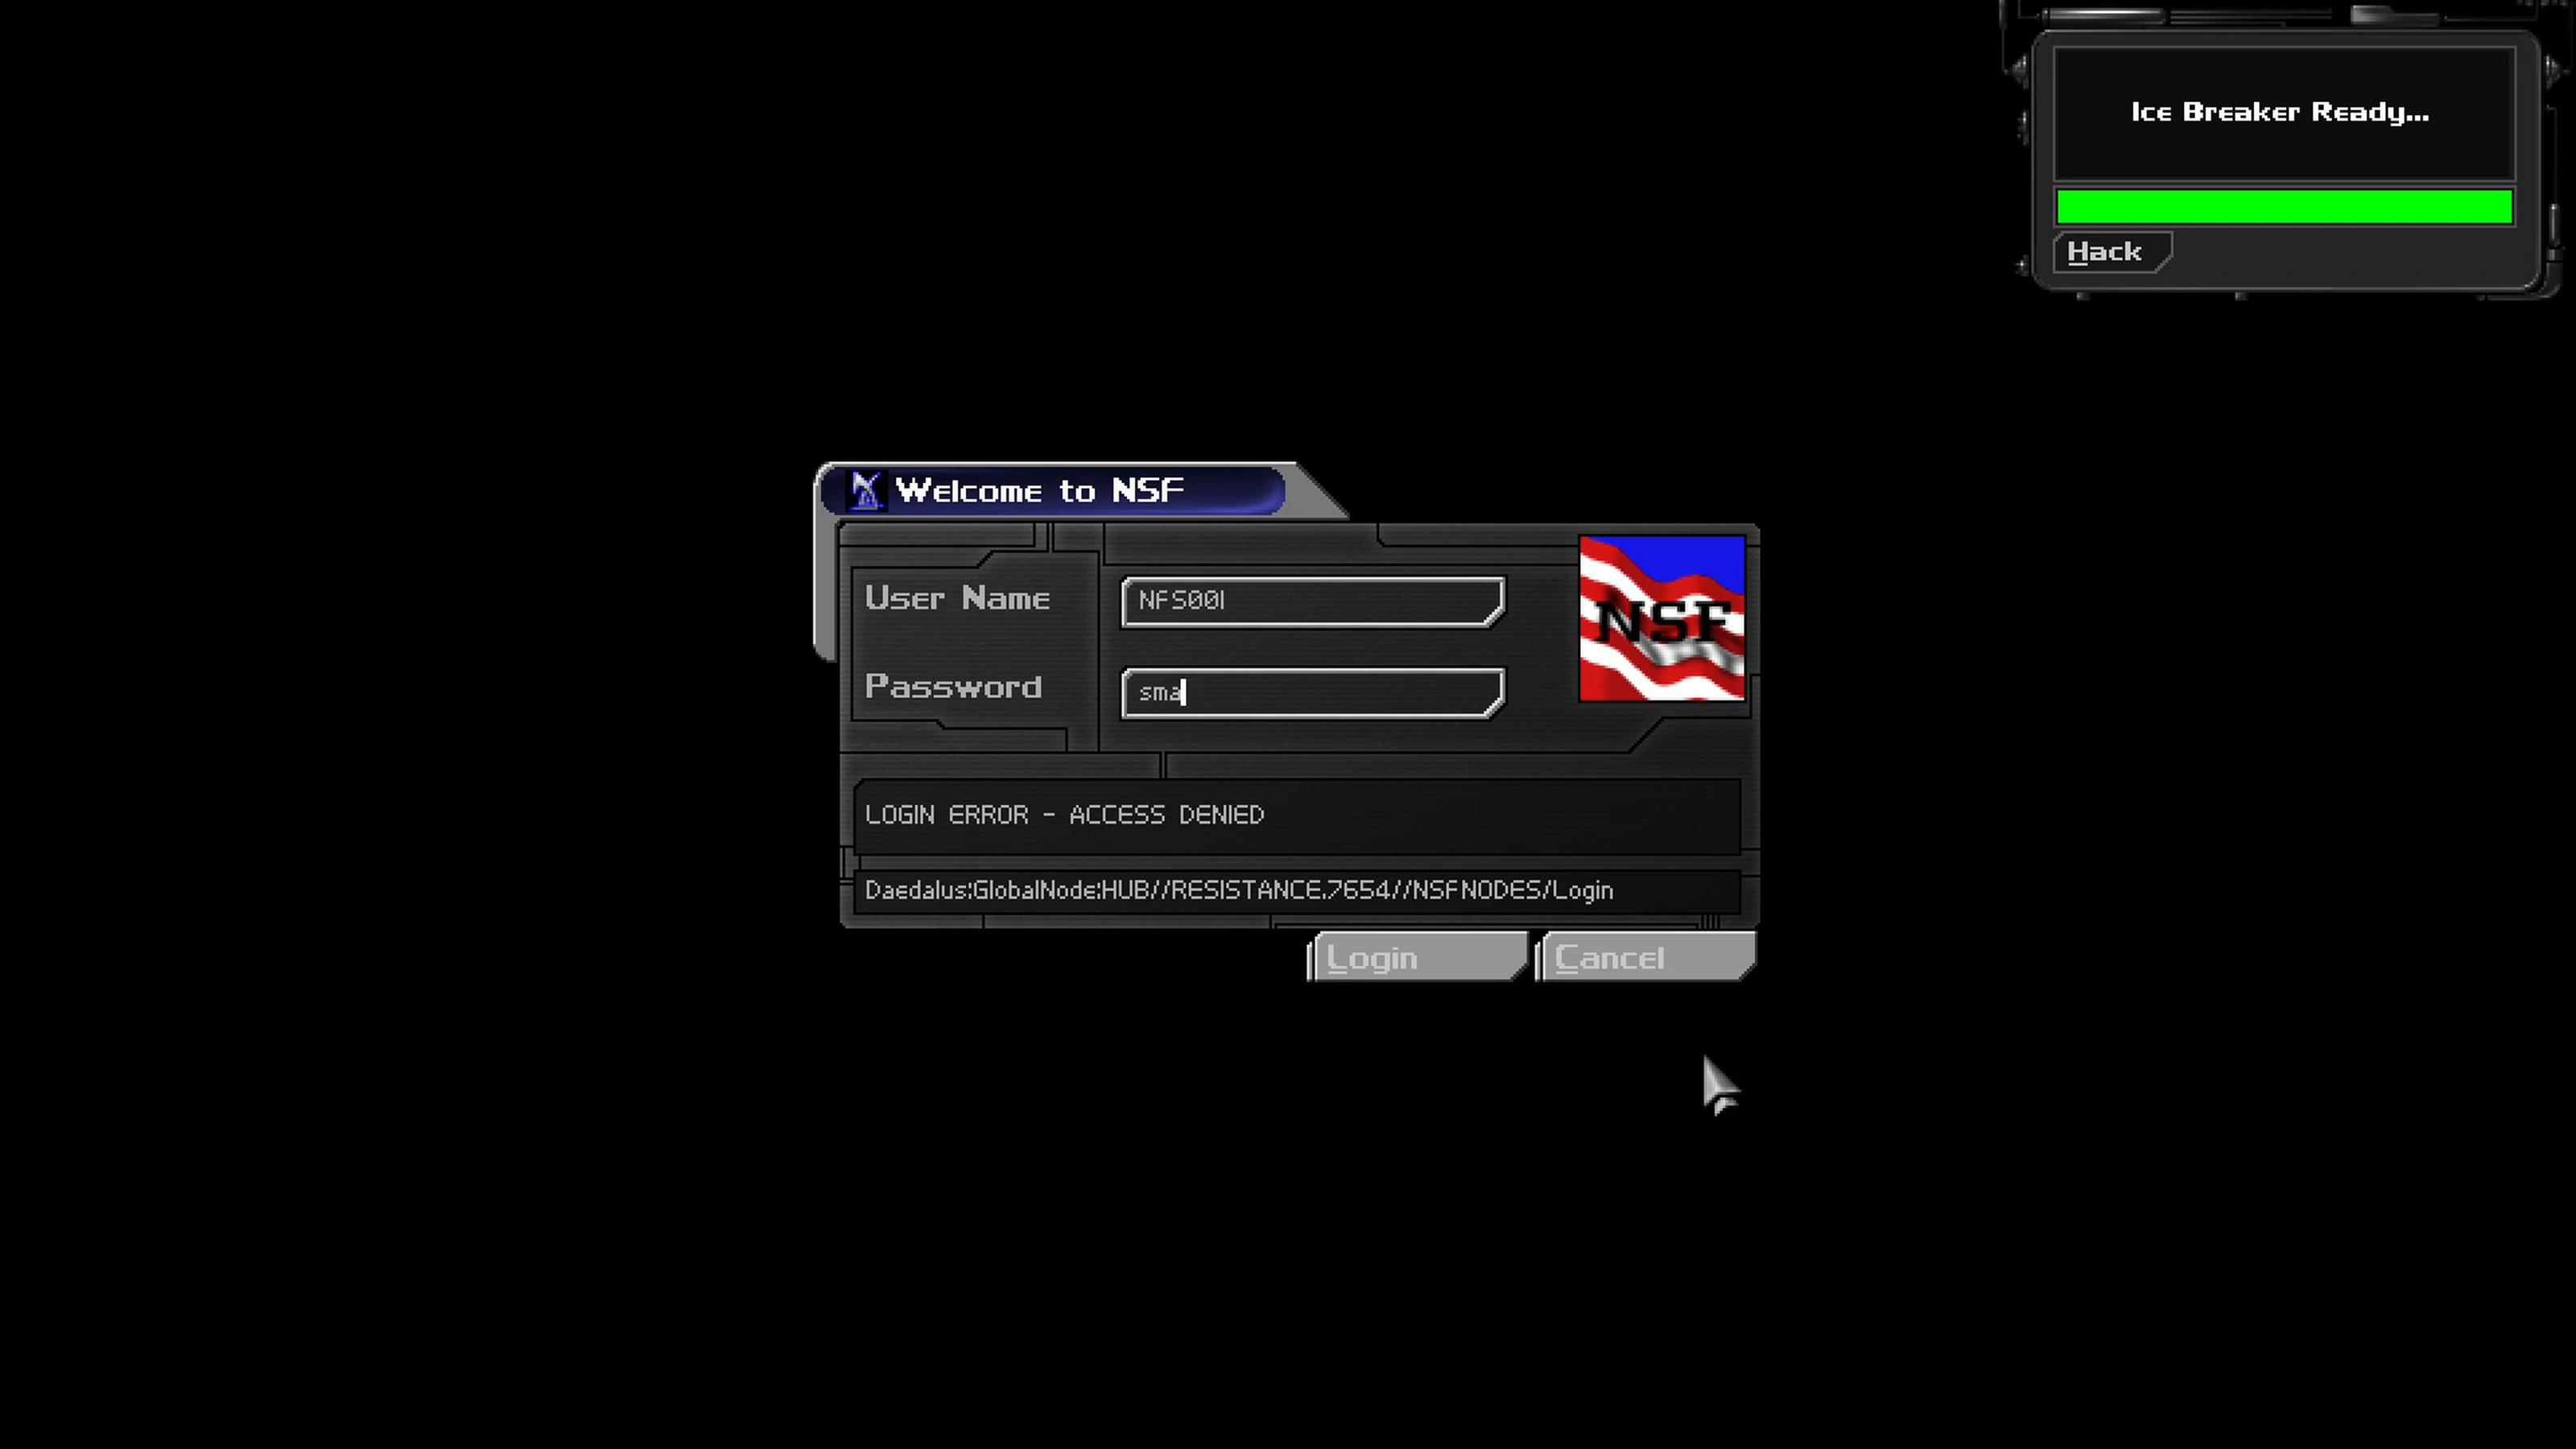 Ice Breaker Ready...
Hack
Welcome to NSF
User Name
NFS001
NSF
Password
sma
LOGIN ERROR - ACCESS DENIED
Daedalus:GlobalNode:HUB//RESISTANCE.7654//NSFNODES/Login
Login
Cancel